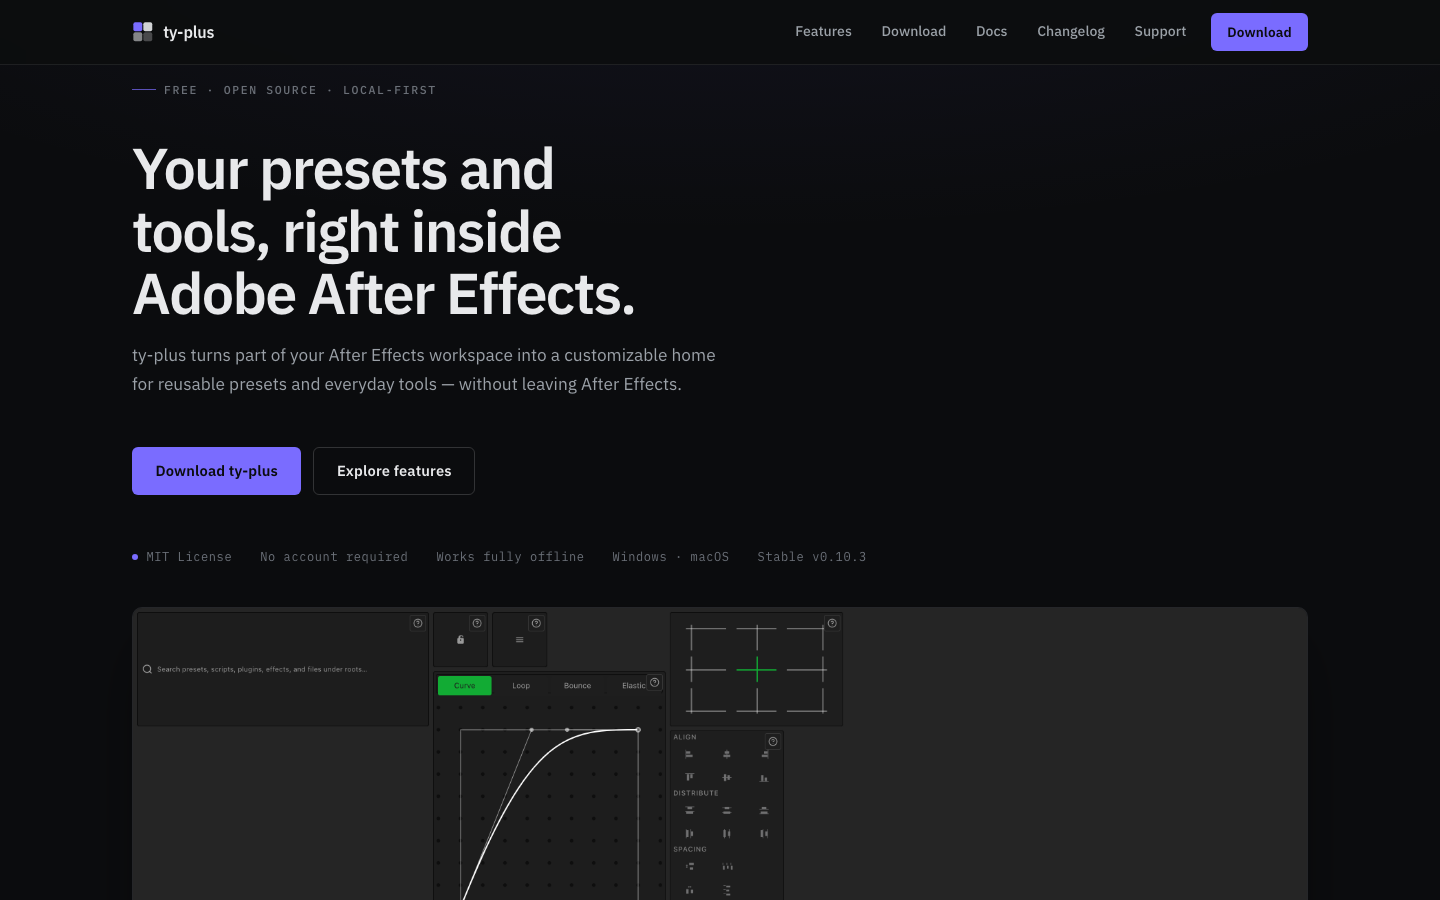 ty-plus
Features Download Docs Changelog Support Download
FREE · OPEN SOURCE · LOCAL-FIRST
Your presets and
tools, right inside
Adobe After Effects.
ty-plus turns part of your After Effects workspace into a customizable home
for reusable presets and everyday tools — without leaving After Effects.
Download ty-plus Explore features
MIT License No account required Works fully offline Windows · macOS Stable v0.10.3
Search presets, scripts, plugins, effects, and files under roots...
Curve Loop Bounce Elastic
ALIGN
DISTRIBUTE
SPACING